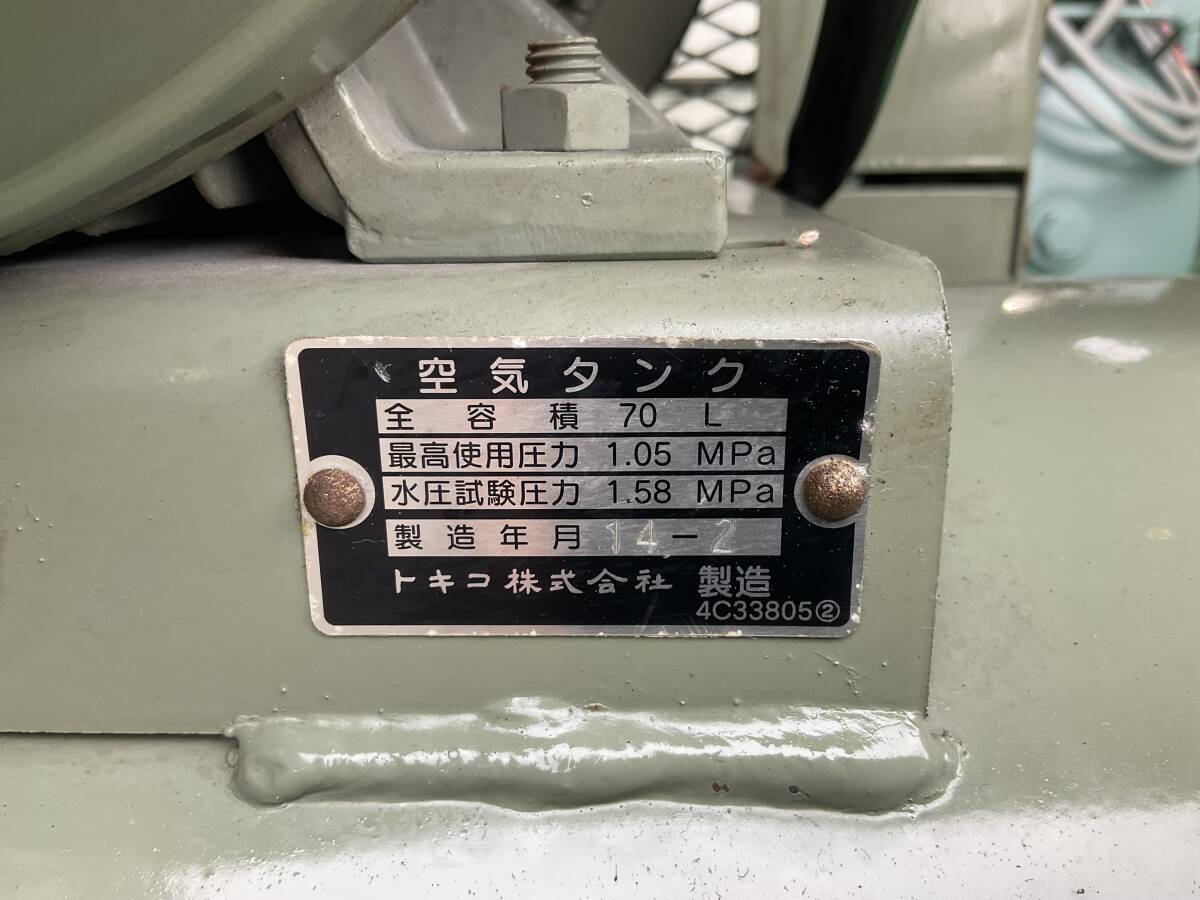 空気タンク
全容積 70 L
最高使用圧力 1.05 MPa
水圧試験圧力 1.58 MPa
製造年月 14-2
トキコ株式会社 製造
4C33805②